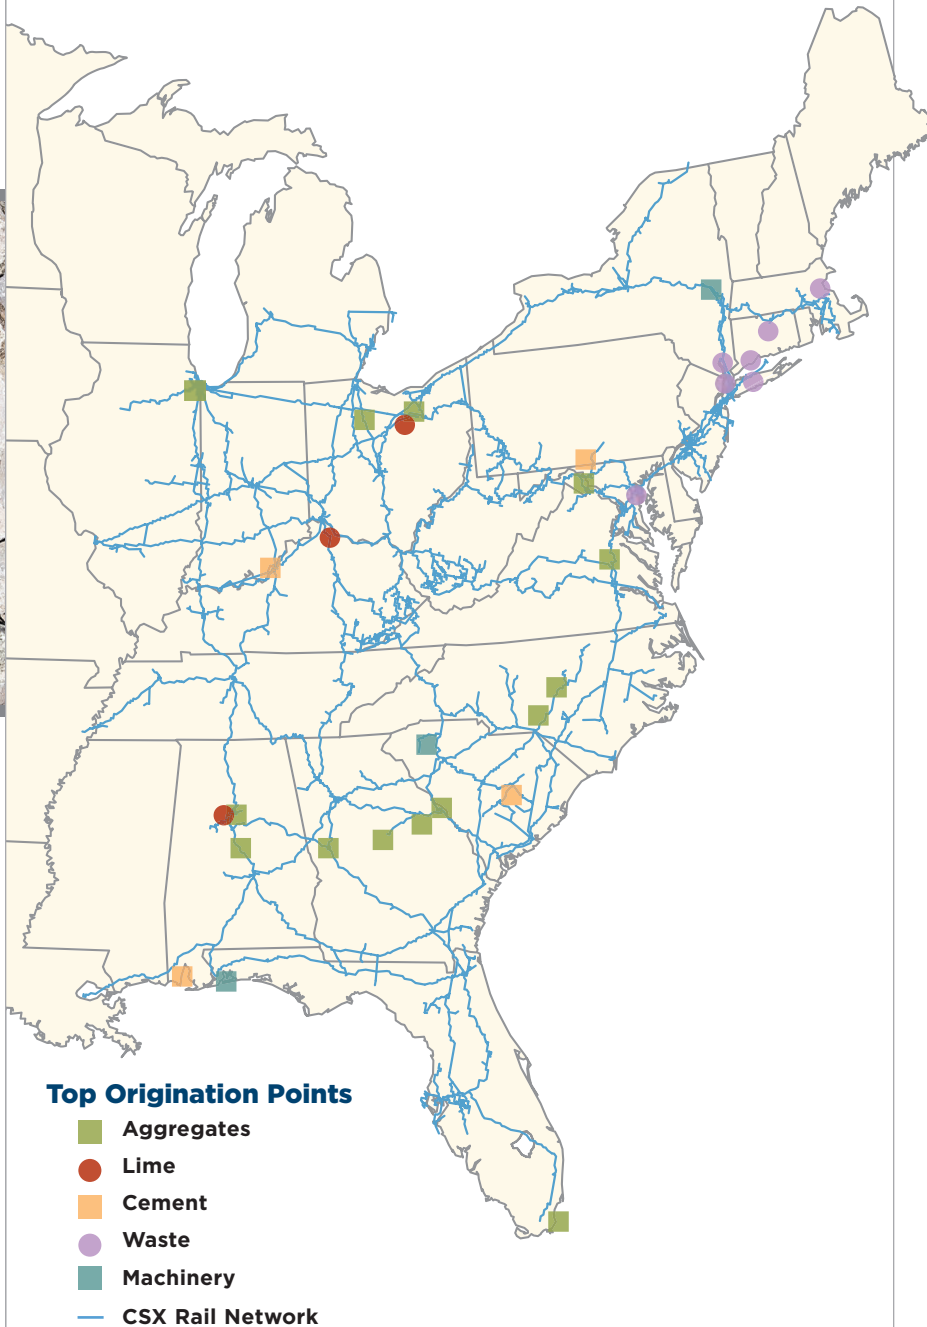 Top Origination Points
Aggregates
Lime
Cement
Waste
Machinery
CSX Rail Network